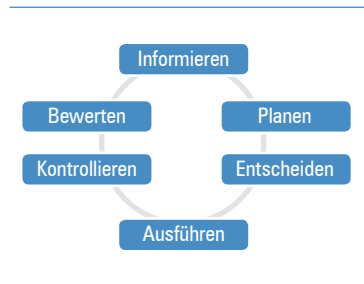 Informieren
Bewerten
Planen
Kontrollieren
Entscheiden
Ausführen